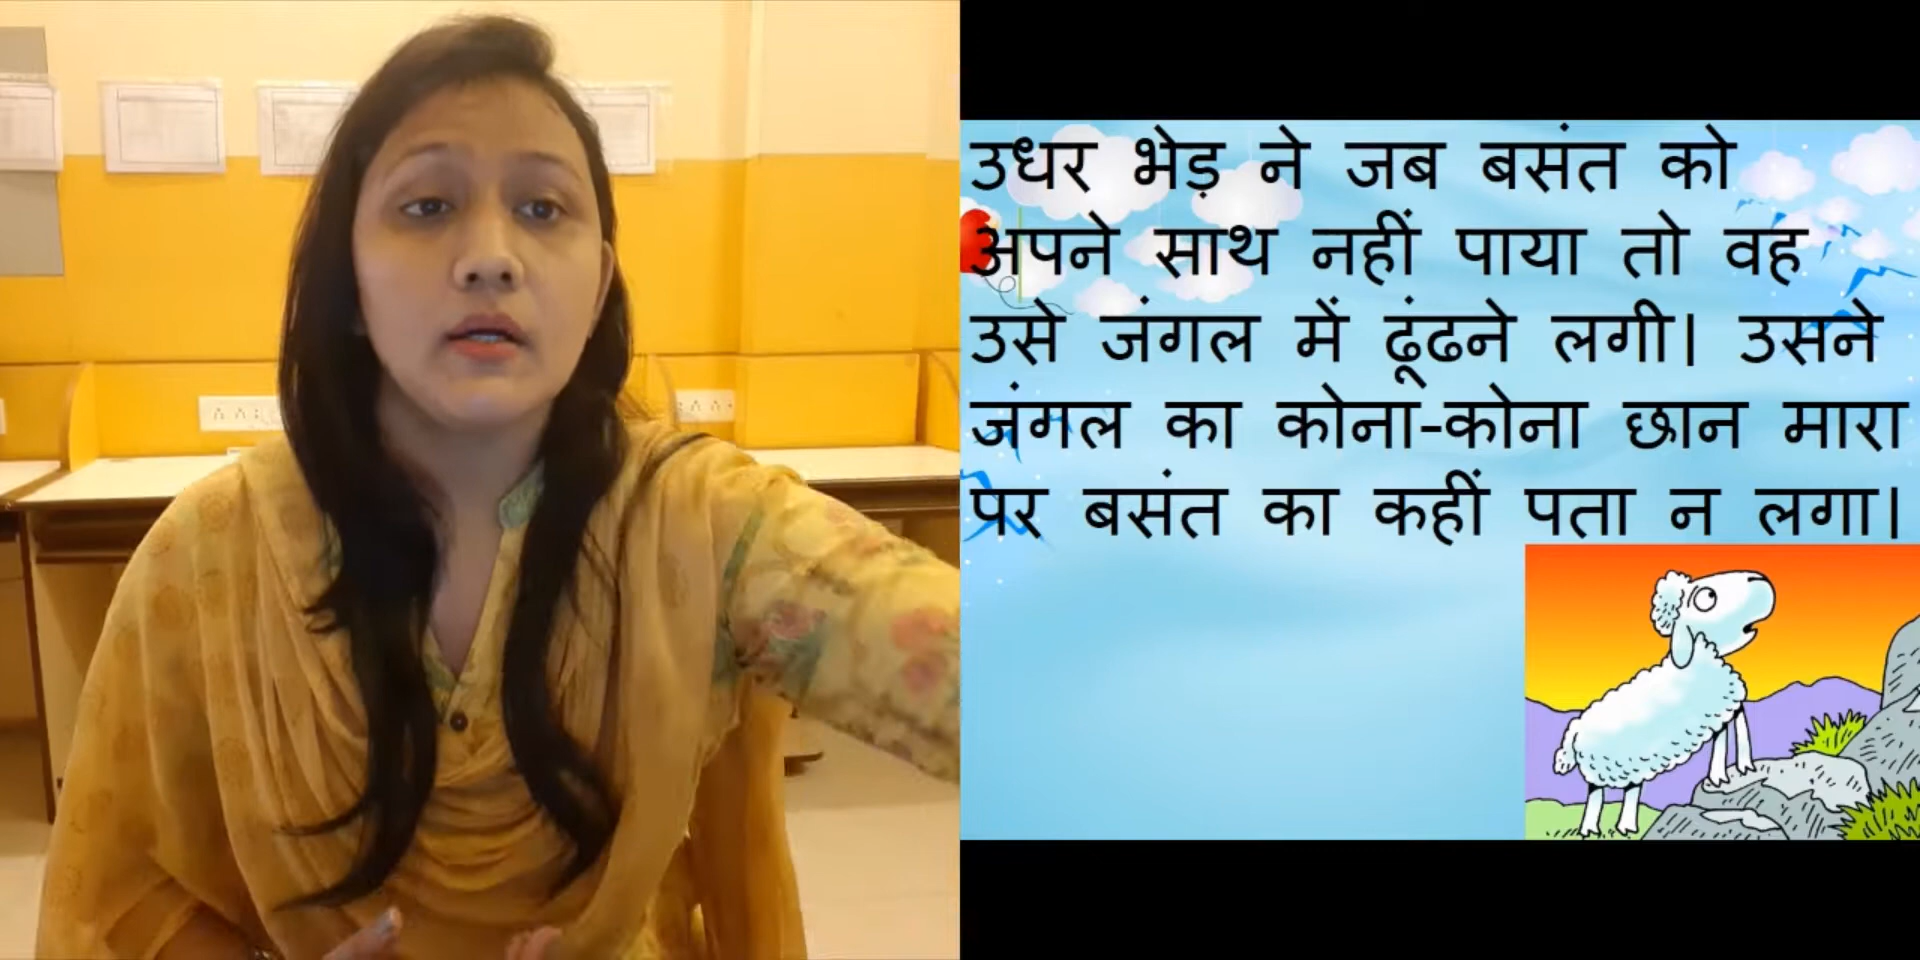 उधर भेड़ ने जब बसंत को
अपने साथ नहीं पाया तो वह
उसे जंगल में ढूंढने लगी। उसने
जंगल का कोना-कोना छान मारा
पर बसंत का कहीं पता न लगा।